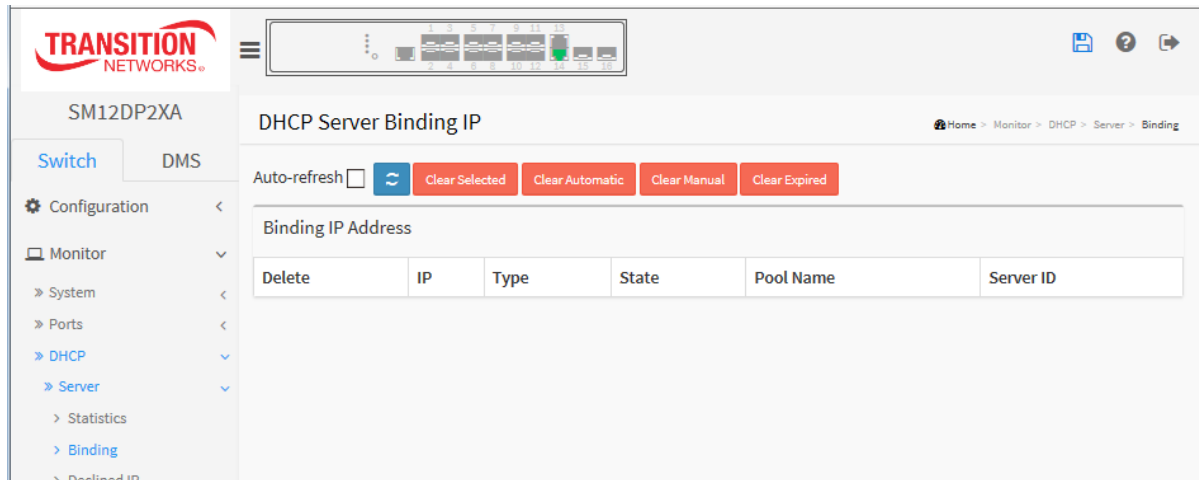 TRANSITION
NETWORKS®
1 3 5 7 9 11 13
2 4 6 8 10 12 14 15 16
SM12DP2XA
Switch DMS
Configuration
Monitor
System
Ports
DHCP
Server
Statistics
Binding
Declined IP
DHCP Server Binding IP
Home > Monitor > DHCP > Server > Binding
Auto-refresh
Clear Selected
Clear Automatic
Clear Manual
Clear Expired
Binding IP Address
Delete IP Type State Pool Name Server ID